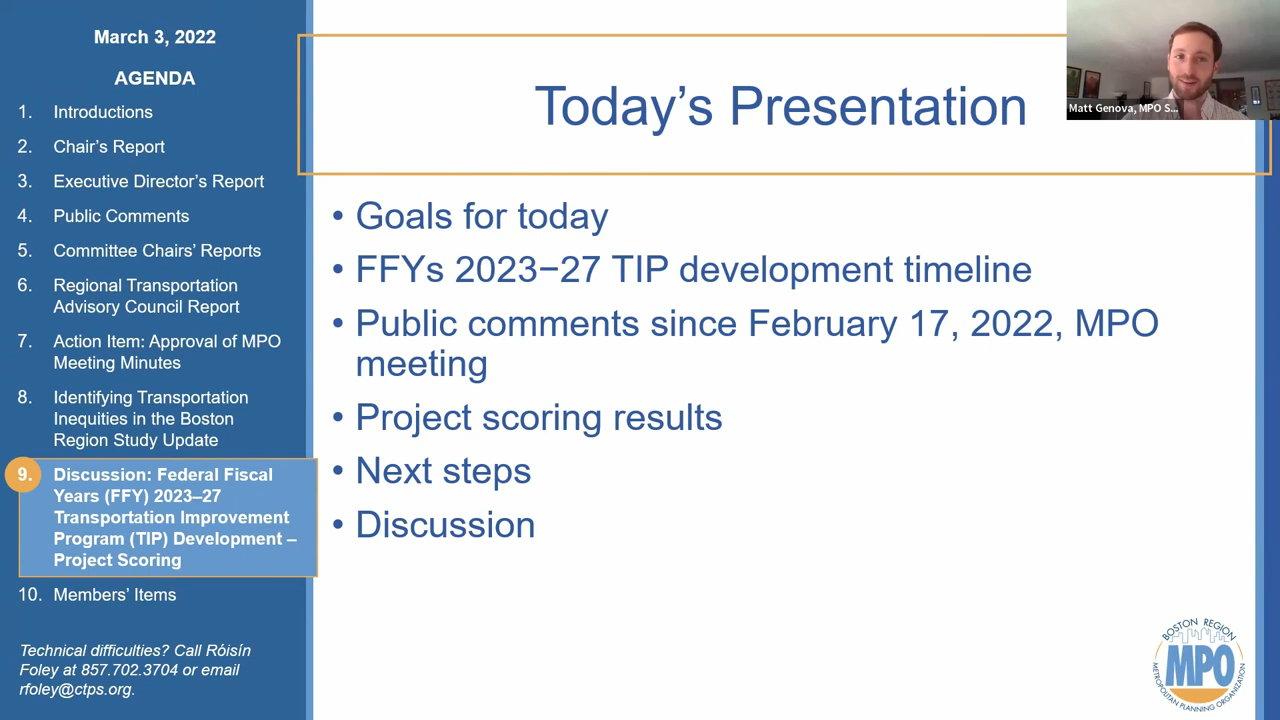 March 3, 2022
AGENDA
1. Introductions
2. Chair's Report
3. Executive Director's Report
4. Public Comments
5. Committee Chairs' Reports
6. Regional Transportation
Advisory Council Report
7. Action Item: Approval of MPO
Meeting Minutes
8. Identifying Transportation
Inequities in the Boston
Region Study Update
9. Discussion: Federal Fiscal
Years (FFY) 2023–27
Transportation Improvement
Program (TIP) Development –
Project Scoring
10. Members' Items
Technical difficulties? Call Róisín
Foley at 857.702.3704 or email
rfoley@ctps.org.
Today's Presentation
• Goals for today
• FFYs 2023−27 TIP development timeline
• Public comments since February 17, 2022, MPO
meeting
• Project scoring results
• Next steps
• Discussion
Matt Genova, MPO S...
BOSTON REGION
MPO
METROPOLITAN PLANNING ORGANIZATION